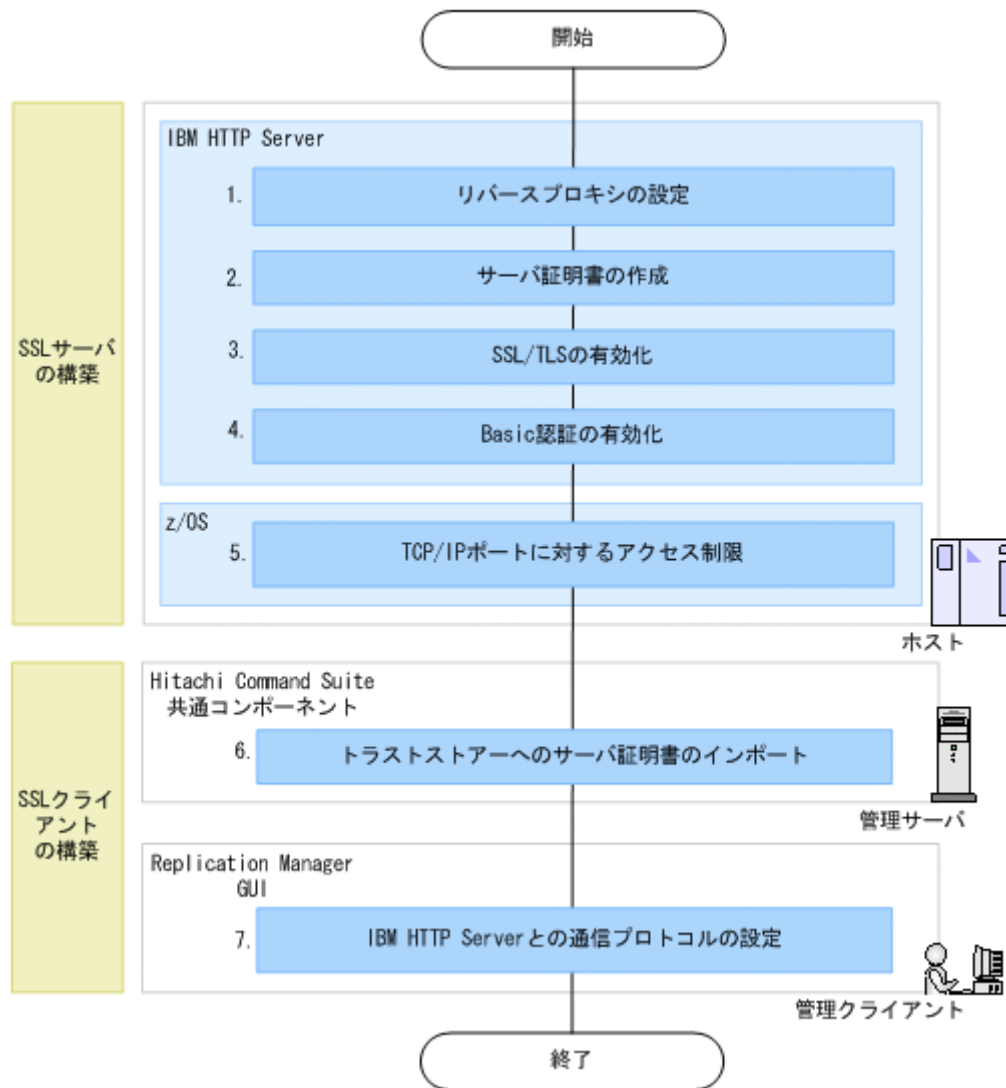 開始
IBM HTTP Server
1.
リバースプロキシの設定
2.
サーバ証明書の作成
SSLサーバ
の構築
3.
SSL/TLSの有効化
4.
Basic認証の有効化
z/OS
5.
TCP/IPポートに対するアクセス制限
ホスト
Hitachi Command Suite
共通コンポーネント
6.
トラストストアーへのサーバ証明書のインポート
管理サーバ
SSLクライ
アント
の構築
Replication Manager
GUI
7.
IBM HTTP Serverとの通信プロトコルの設定
管理クライアント
終了